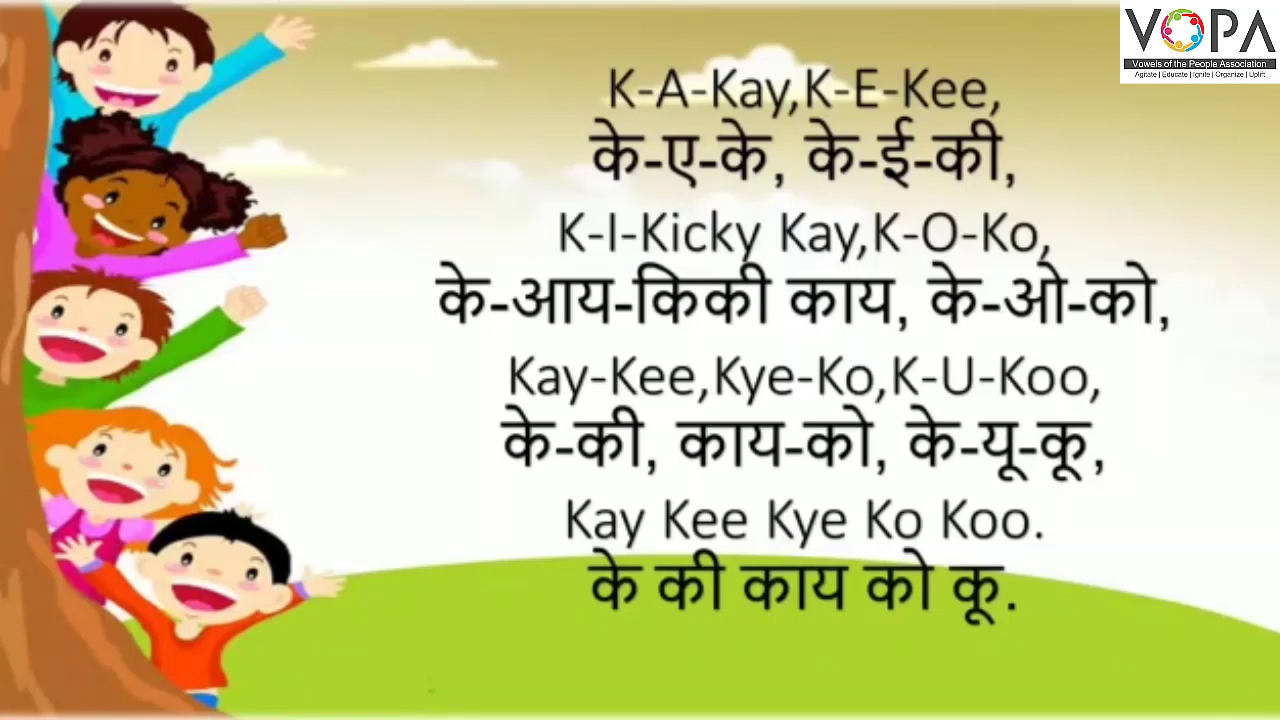 VOPA
Vowels of the People Association
Agitate | Educate | Ignite | Organize | Uplift
K-A-Kay,K-E-Kee,
के-ए-के, के-ई-की,
K-I-Kicky Kay,K-O-Ko,
के-आय-किकी काय, के-ओ-को,
Kay-Kee,Kye-Ko,K-U-Koo,
के-की, काय-को, के-यू-कू,
Kay Kee Kye Ko Koo.
के की काय को कू.